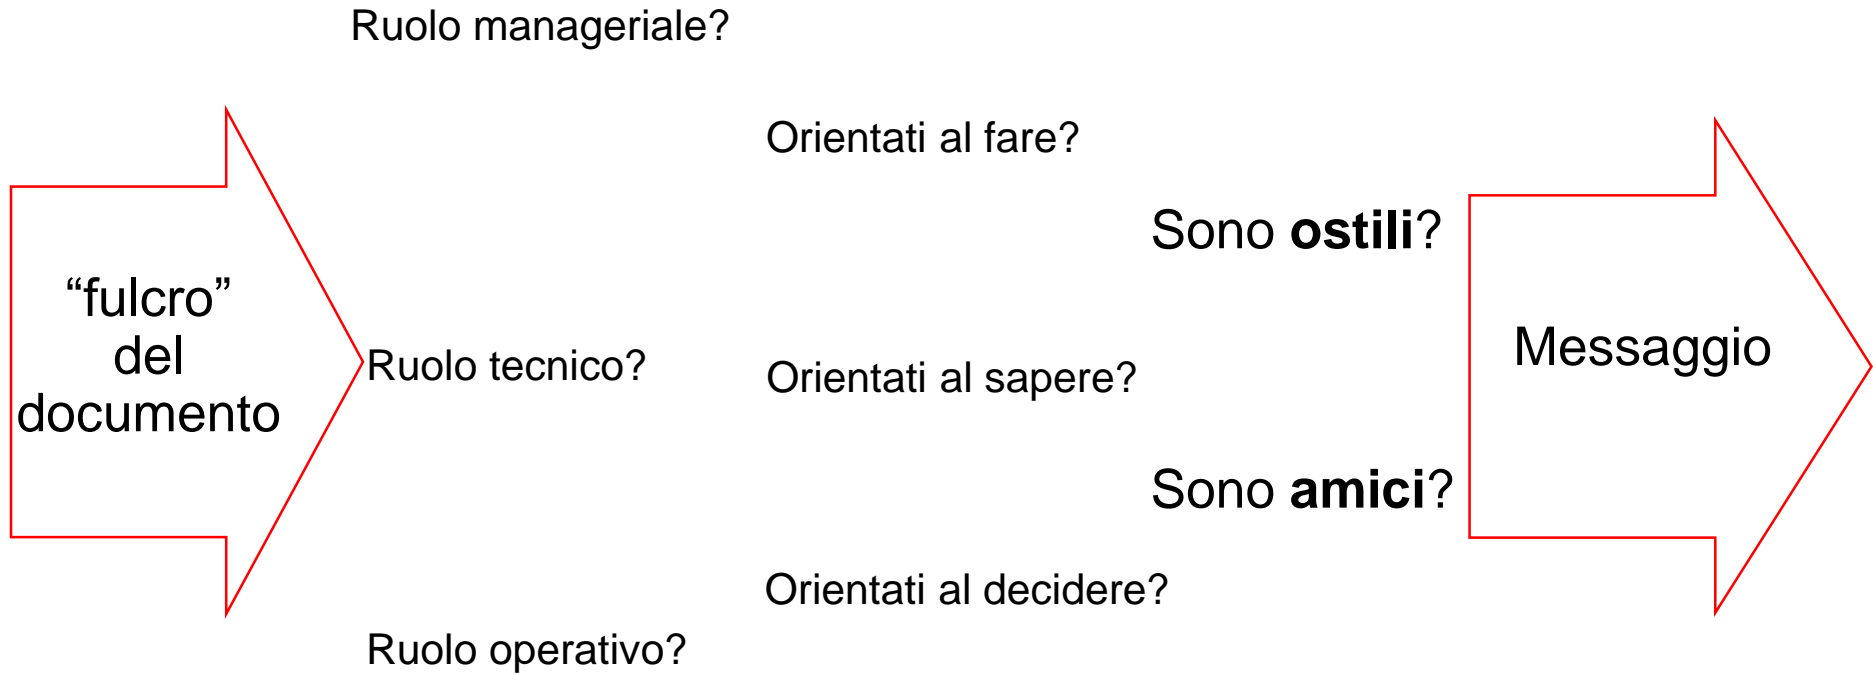 “fulcro”
del
documento
Ruolo manageriale?
Ruolo tecnico?
Ruolo operativo?
Orientati al fare?
Orientati al sapere?
Orientati al decidere?
Sono ostili?
Sono amici?
Messaggio